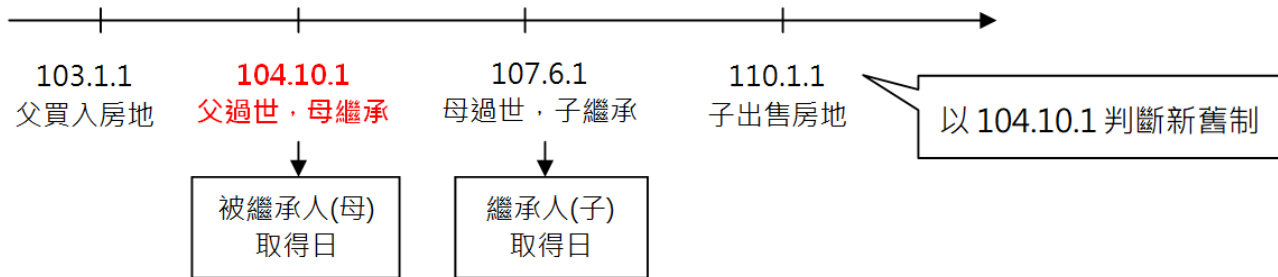 103.1.1
父買入房地
104.10.1
父過世，母繼承
107.6.1
母過世，子繼承
110.1.1
子出售房地
以 104.10.1 判斷新舊制
被繼承人(母)
取得日
繼承人(子)
取得日